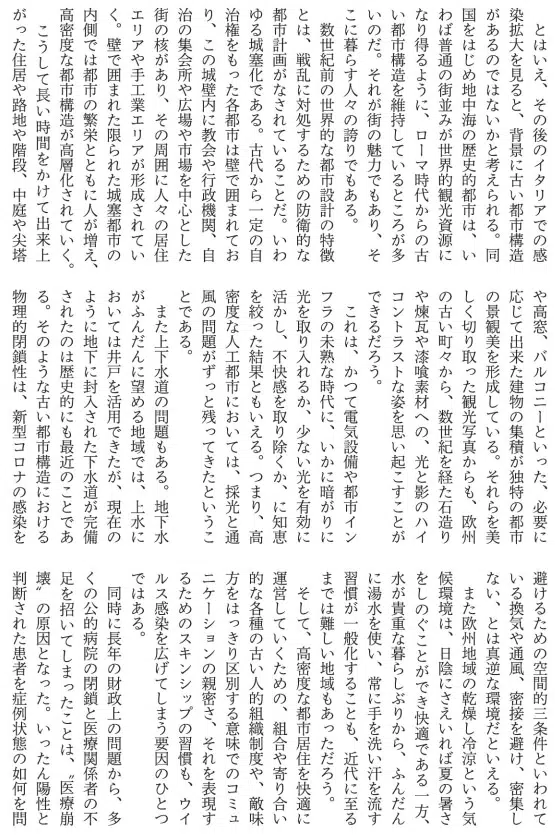 とはいえ、その後のイタリアでの感
染拡大を見ると、背景に古い都市構造
があるのではないかと考えられる。同
国をはじめ地中海の歴史的都市は、い
わば普通の街並みが世界的観光資源に
なり得るように、ローマ時代からの古
い都市構造を維持しているところが多
いのだ。それが街の魅力でもあり、そ
こに暮らす人々の誇りでもある。
　数世紀前の世界的な都市設計の特徴
とは、戦乱に対処するための防衛的な
都市計画がなされていることだ。いわ
ゆる城塞化である。古代から一定の自
治権をもった各都市は壁で囲まれてお
り、この城壁内に教会や行政機関、自
治の集会所や広場や市場を中心とした
街の核があり、その周囲に人々の居住
エリアや手工業エリアが形成されてい
く。壁で囲まれた限られた城塞都市の
内側では都市の繁栄とともに人が増え、
高密度な都市構造が高層化されていく。
　こうして長い時間をかけて出来上
がった住居や路地や階段、中庭や尖塔
や高窓、バルコニーといった、必要に
応じて出来た建物の集積が独特の都市
の景観美を形成している。それらを美
しく切り取った観光写真からも、欧州
の古い町々から、数世紀を経た石造り
や煉瓦や漆喰素材への、光と影のハイ
コントラストな姿を思い起こすことが
できるだろう。
　これは、かつて電気設備や都市イン
フラの未熟な時代に、いかに暗がりに
光を取り入れるか、少ない光を有効に
活かし、不快感を取り除くか、に知恵
を絞った結果ともいえる。つまり、高
密度な人工都市においては、採光と通
風の問題がずっと残ってきたというこ
とである。
　また上下水道の問題もある。地下水
がふんだんに望める地域では、上水に
おいては井戸を活用できたが、現在の
ように地下に封入された下水道が完備
されたのは歴史的にも最近のことであ
る。そのような古い都市構造における
物理的閉鎖性は、新型コロナの感染を
避けるための空間的三条件といわれて
いる換気や通風、密接を避け、密集し
ない、とは真逆な環境だといえる。
　また欧州地域の乾燥し冷涼という気
候環境は、日陰にさえいれば夏の暑さ
をしのぐことができ快適である一方、
水が貴重な暮らしぶりから、ふんだん
に湯水を使い、常に手を洗い汗を流す
習慣が一般化することも、近代に至る
までは難しい地域もあっただろう。
　そして、高密度な都市居住を快適に
運営していくための、組合や寄り合い
的な各種の古い人的組織制度や、敵味
方をはっきり区別する意味でのコミュ
ニケーションの親密さ、それを表現す
るためのスキンシップの習慣も、ウイ
ルス感染を広げてしまう要因のひとつ
ではある。
　同時に長年の財政上の問題から、多
くの公的病院の閉鎖と医療関係者の不
足を招いてしまったことは、〝医療崩
壊〟の原因となった。いったん陽性と
判断された患者を症例状態の如何を問